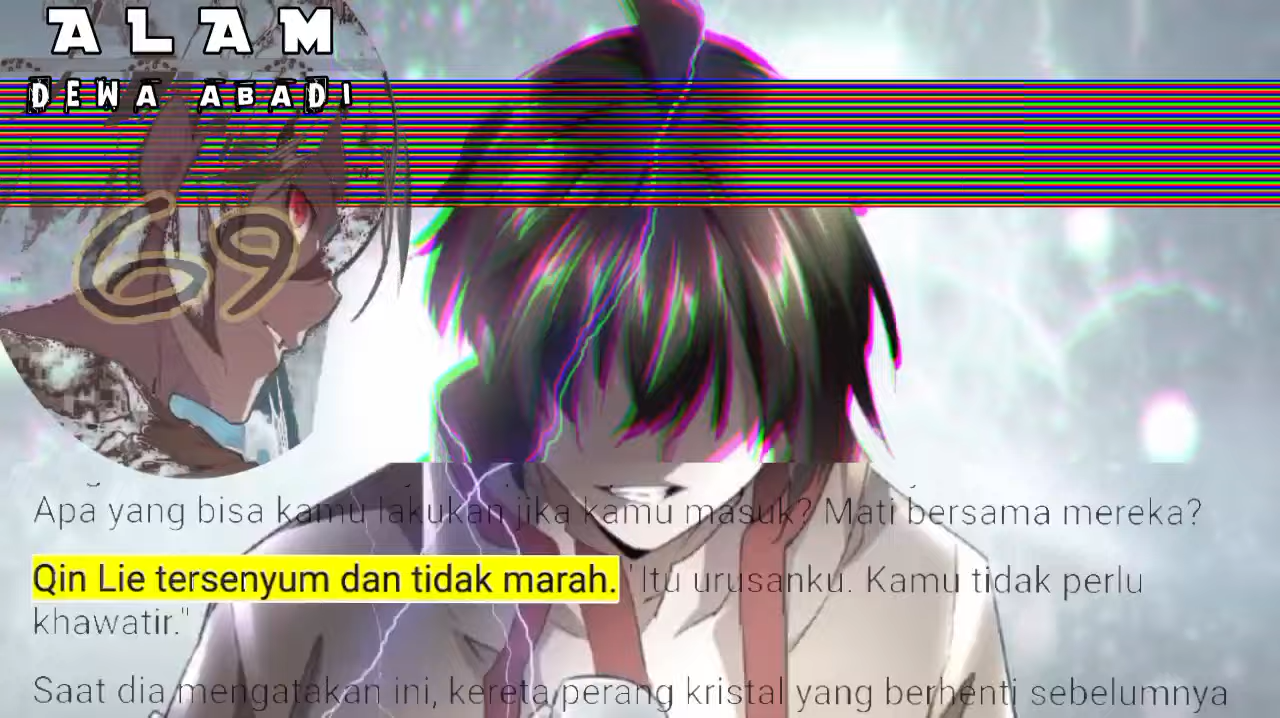 ALAM
DEWA ABADI
69
Apa yang bisa kamu lakukan jika kamu masuk? Mati bersama mereka?
Qin Lie tersenyum dan tidak marah. "Itu urusanku. Kamu tidak perlu
khawatir."
Saat dia mengatakan ini, kereta perang kristal yang berhenti sebelumnya